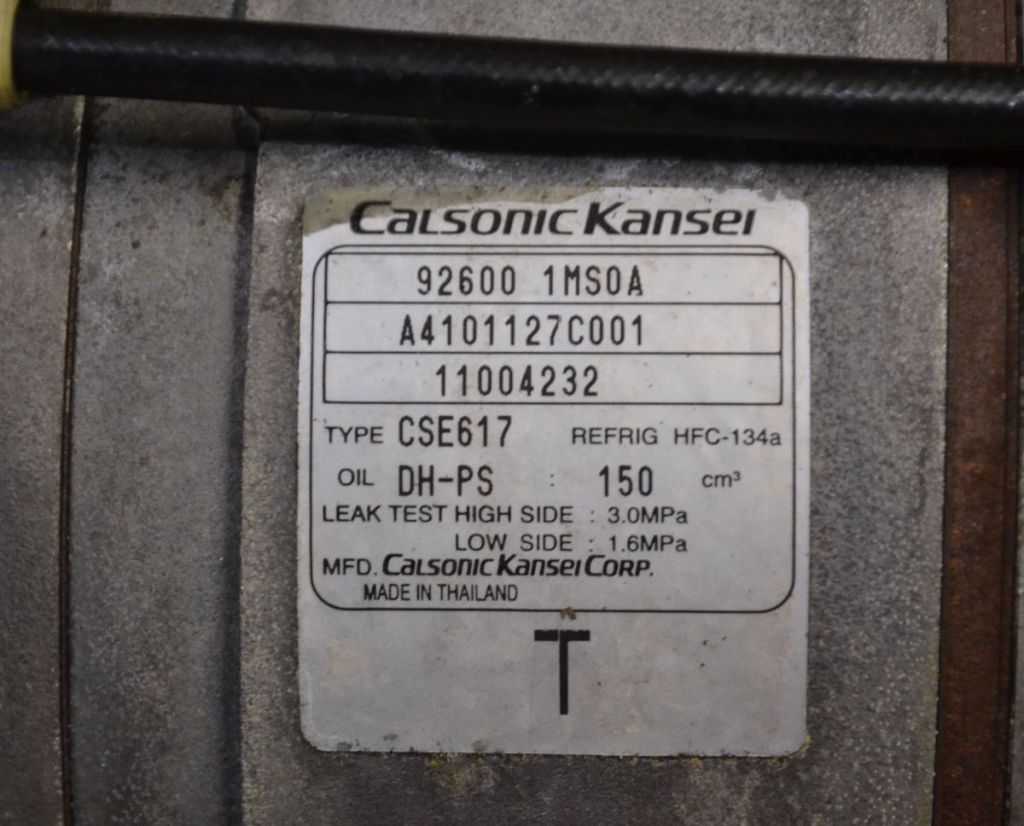 Calsonic Kansei
92600 1MS0A
A4101127C001
11004232
TYPE CSE617 REFRIG HFC-134a
OIL DH-PS : 150 cm³
LEAK TEST HIGH SIDE : 3.0MPa
LOW SIDE : 1.6MPa
MFD. Calsonic Kansei Corp.
MADE IN THAILAND
T